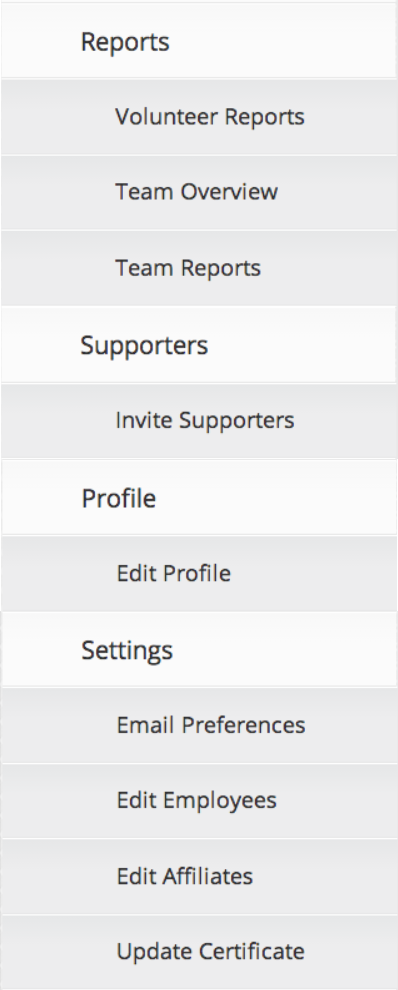 Reports
Volunteer Reports
Team Overview
Team Reports
Supporters
Invite Supporters
Profile
Edit Profile
Settings
Email Preferences
Edit Employees
Edit Affiliates
Update Certificate